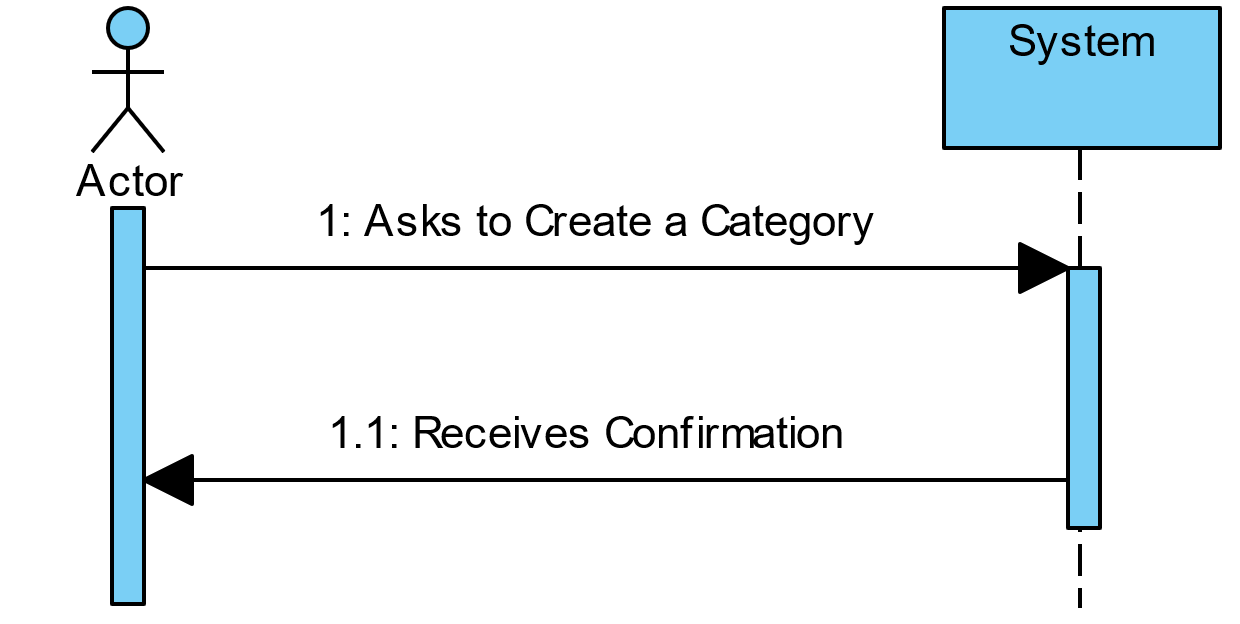 System
Actor
1: Asks to Create a Category
1.1: Receives Confirmation